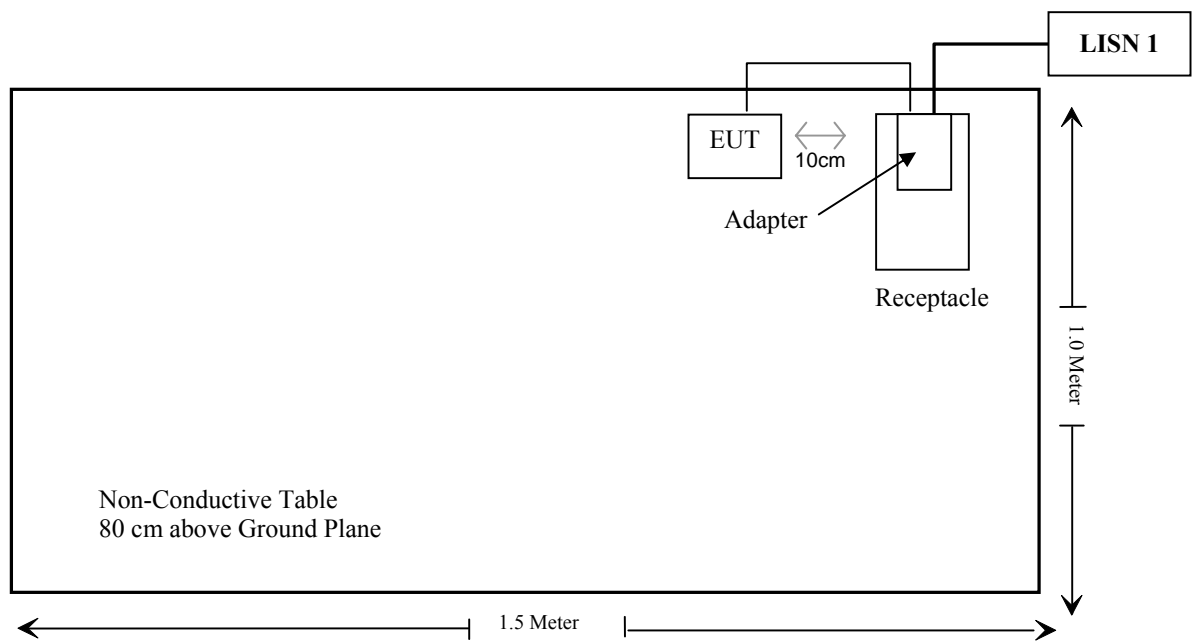 LISN 1
EUT
10cm
Adapter
Receptacle
1.0 Meter
Non-Conductive Table
80 cm above Ground Plane
1.5 Meter